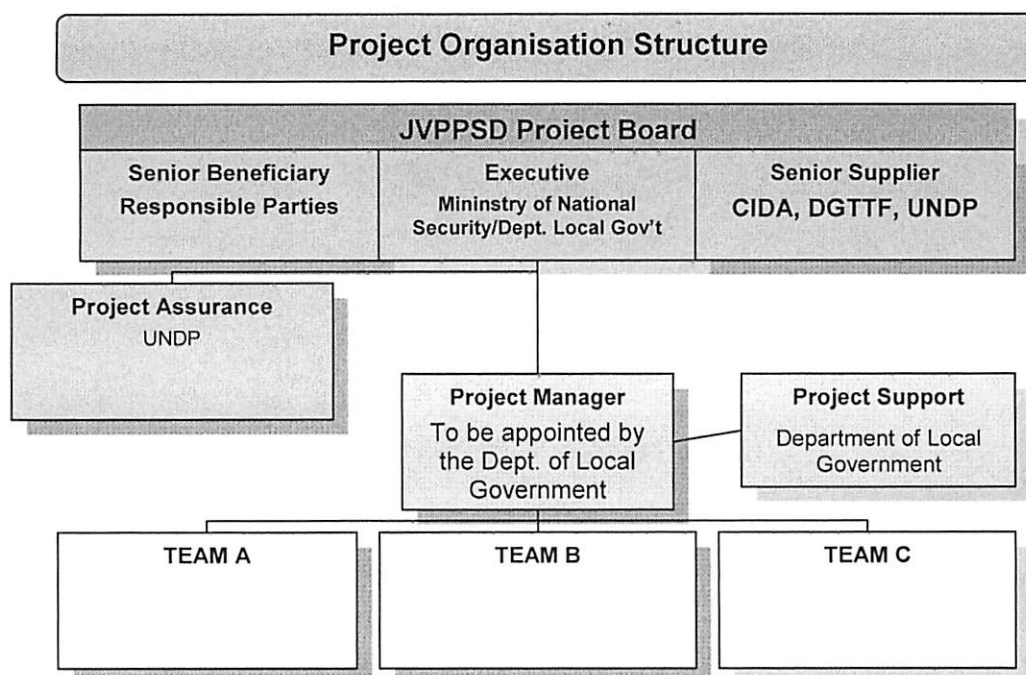 Project Organisation Structure
JVPPSD Project Board
Senior Beneficiary
Responsible Parties
Executive
Mininstry of National
Security/Dept. Local Gov't
Senior Supplier
CIDA, DGTTF, UNDP
Project Assurance
UNDP
Project Manager
To be appointed by
the Dept. of Local
Government
Project Support
Department of Local
Government
TEAM A
TEAM B
TEAM C